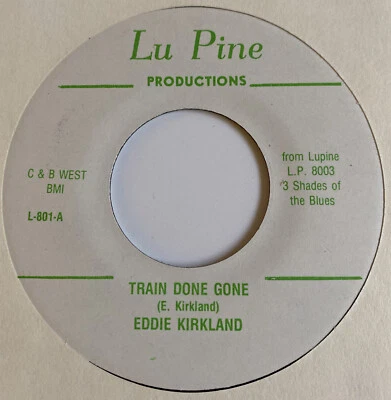 Lu Pine
PRODUCTIONS
C & B WEST
BMI
L-801-A
from Lupine
L.P. 8003
'3 Shades of
the Blues
TRAIN DONE GONE
(E. Kirkland)
EDDIE KIRKLAND